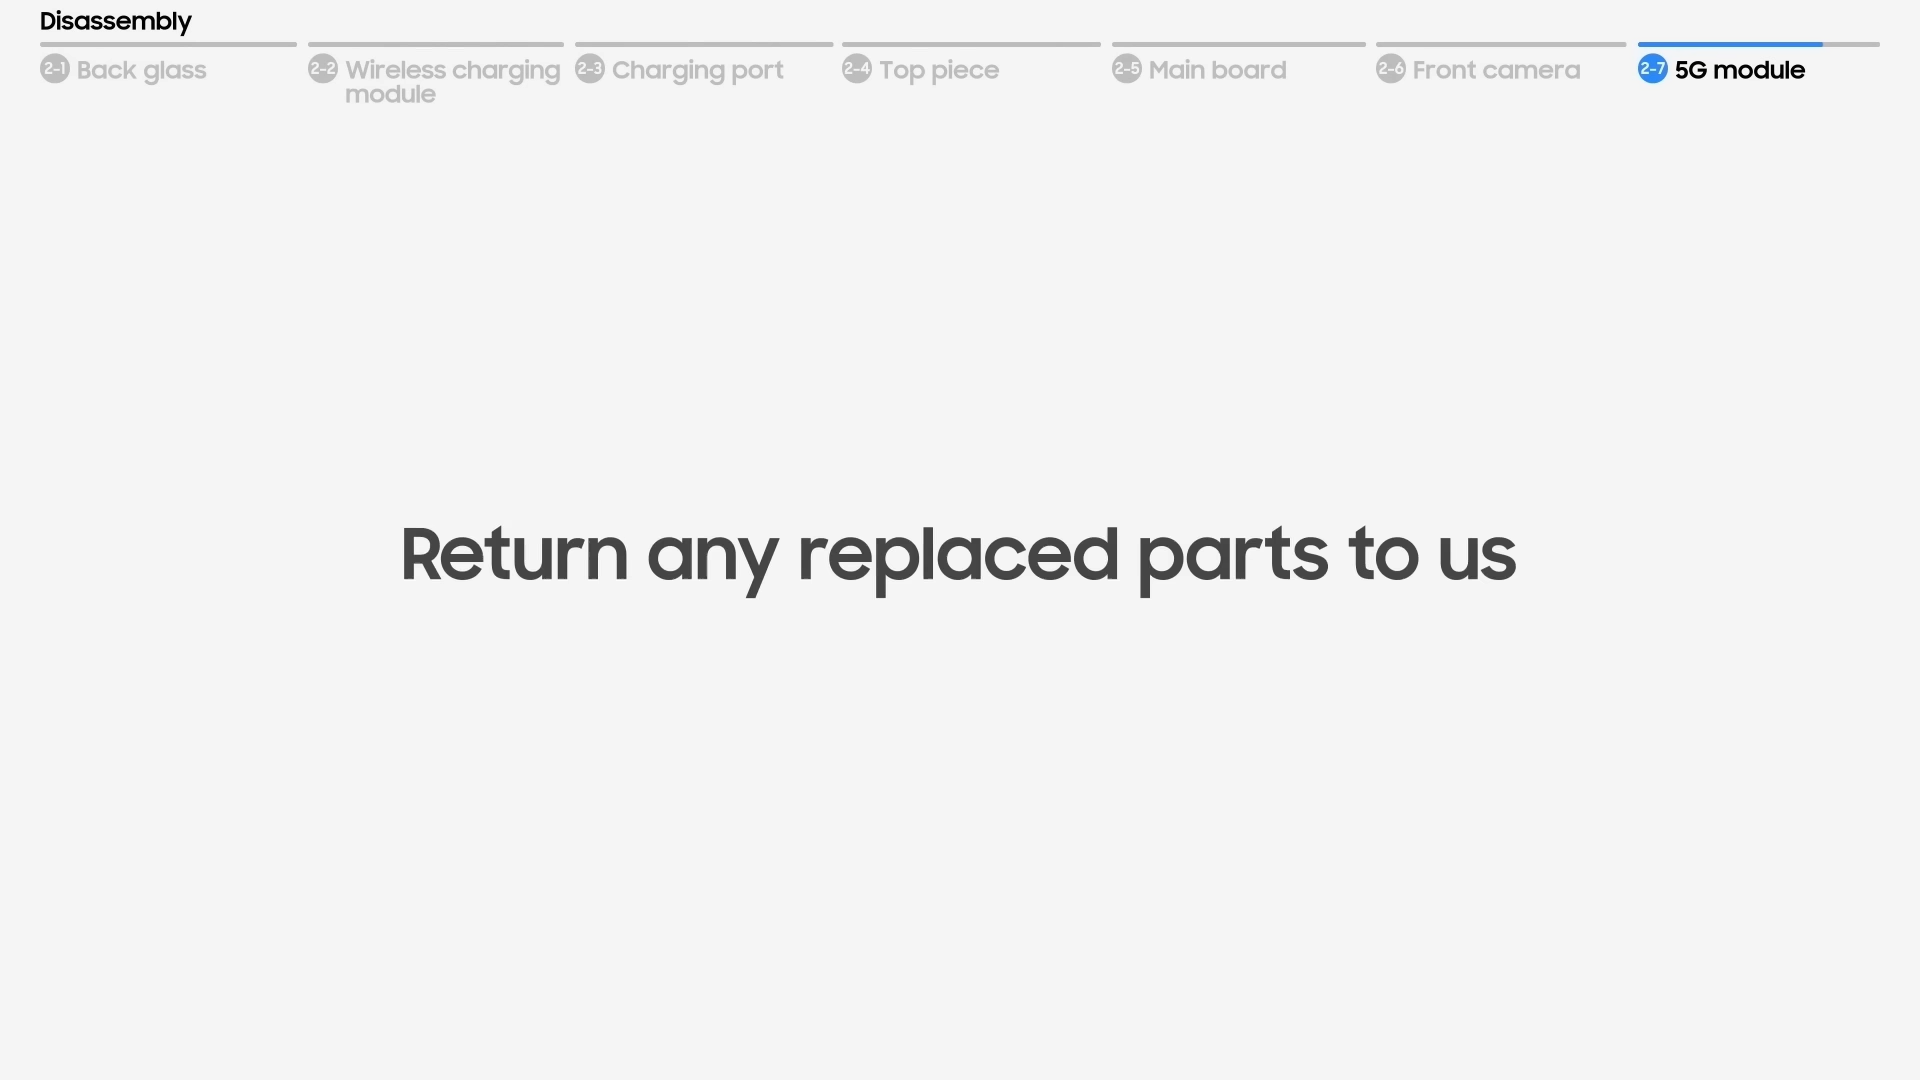 Disassembly
2-1 Back glass
2-2 Wireless charging
module
2-3 Charging port
2-4 Top piece
2-5 Main board
2-6 Front camera
2-7 5G module
Return any replaced parts to us